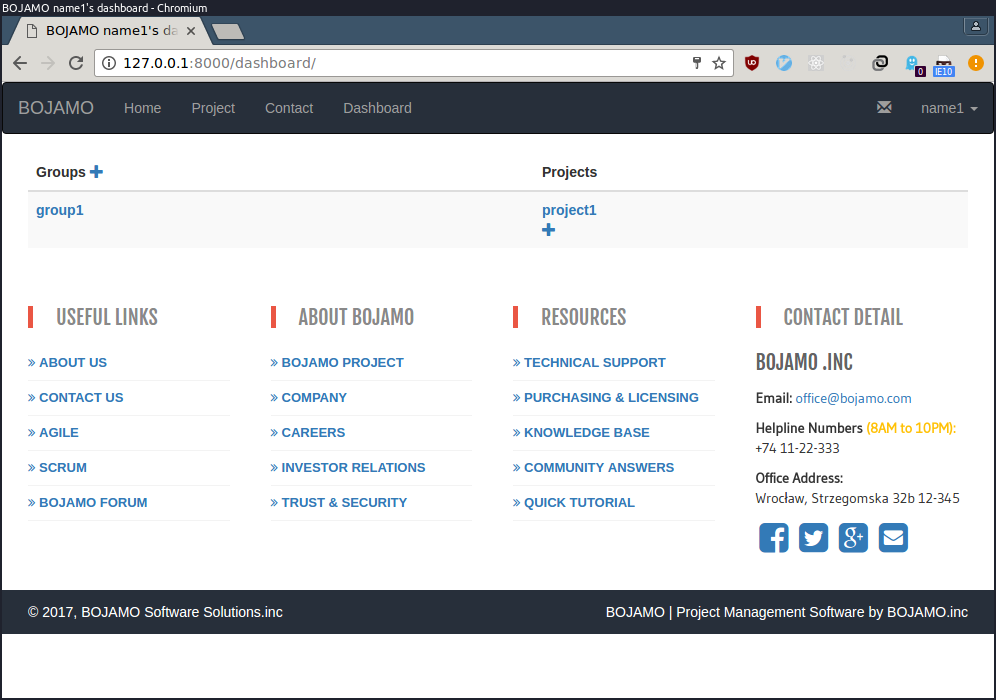 BOJAMO name1's dashboard - Chromium
BOJAMO name1's da
127.0.0.1:8000/dashboard/
UD
0
IE10
BOJAMO Home Project Contact Dashboard name1
Groups Projects
group1 project1
USEFUL LINKS
» ABOUT US
» CONTACT US
» AGILE
» SCRUM
» BOJAMO FORUM
ABOUT BOJAMO
» BOJAMO PROJECT
» COMPANY
» CAREERS
» INVESTOR RELATIONS
» TRUST & SECURITY
RESOURCES
» TECHNICAL SUPPORT
» PURCHASING & LICENSING
» KNOWLEDGE BASE
» COMMUNITY ANSWERS
» QUICK TUTORIAL
CONTACT DETAIL
BOJAMO .INC
Email: office@bojamo.com
Helpline Numbers (8AM to 10PM):
+74 11-22-333
Office Address:
Wrocław, Strzegomska 32b 12-345
© 2017, BOJAMO Software Solutions.inc
BOJAMO | Project Management Software by BOJAMO.inc